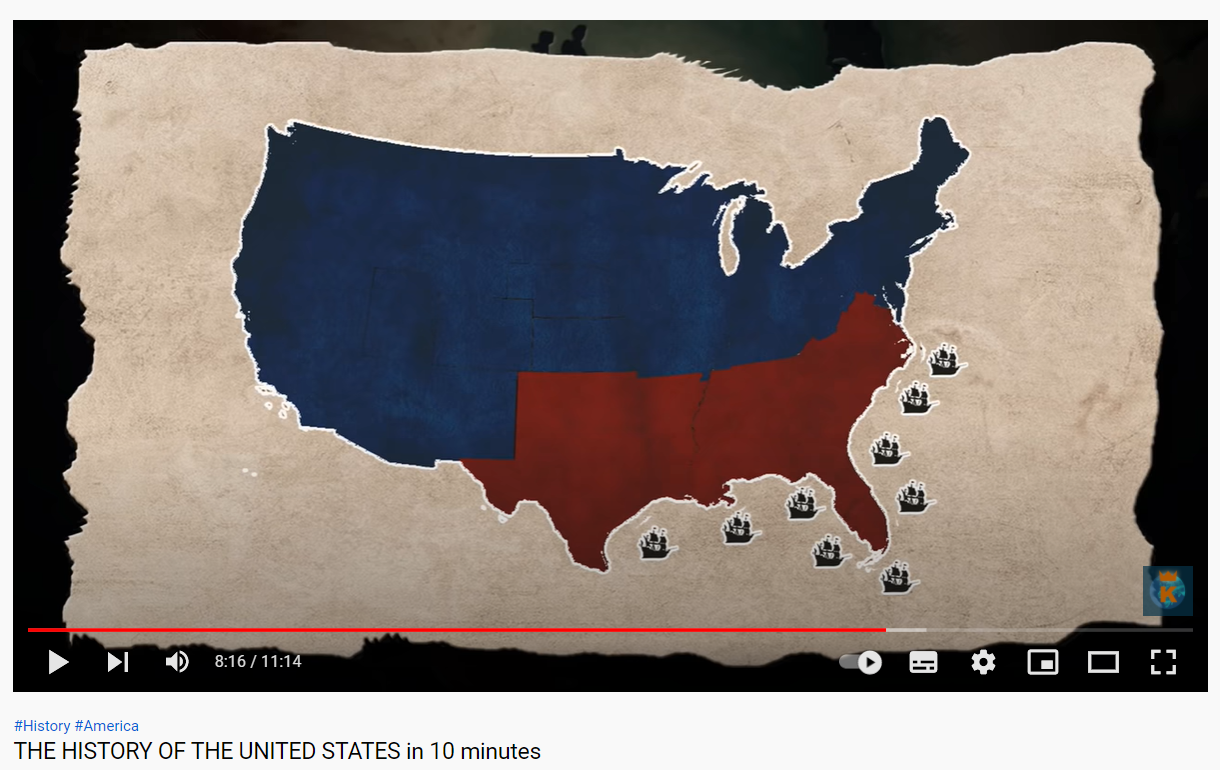 K
8:16 / 11:14
#History #America
THE HISTORY OF THE UNITED STATES in 10 minutes